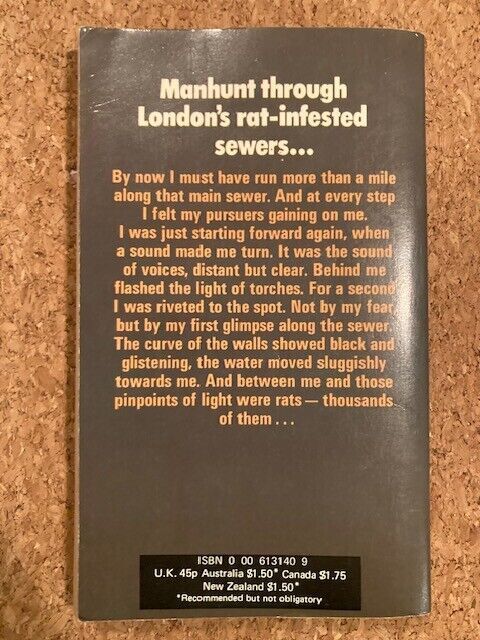 Manhunt through
London's rat-infested
sewers...
By now I must have run more than a mile
along that main sewer. And at every step
I felt my pursuers gaining on me.
I was just starting forward again, when
a sound made me turn. It was the sound
of voices, distant but clear. Behind me
flashed the light of torches. For a second
I was riveted to the spot. Not by my fear,
but by my first glimpse along the sewer.
The curve of the walls showed black and
glistening, the water moved sluggishly
towards me. And between me and those
pinpoints of light were rats — thousands
of them ...
ISBN 0 00 613140 9
U.K. 45p Australia $1.50* Canada $1.75
New Zealand $1.50*
*Recommended but not obligatory